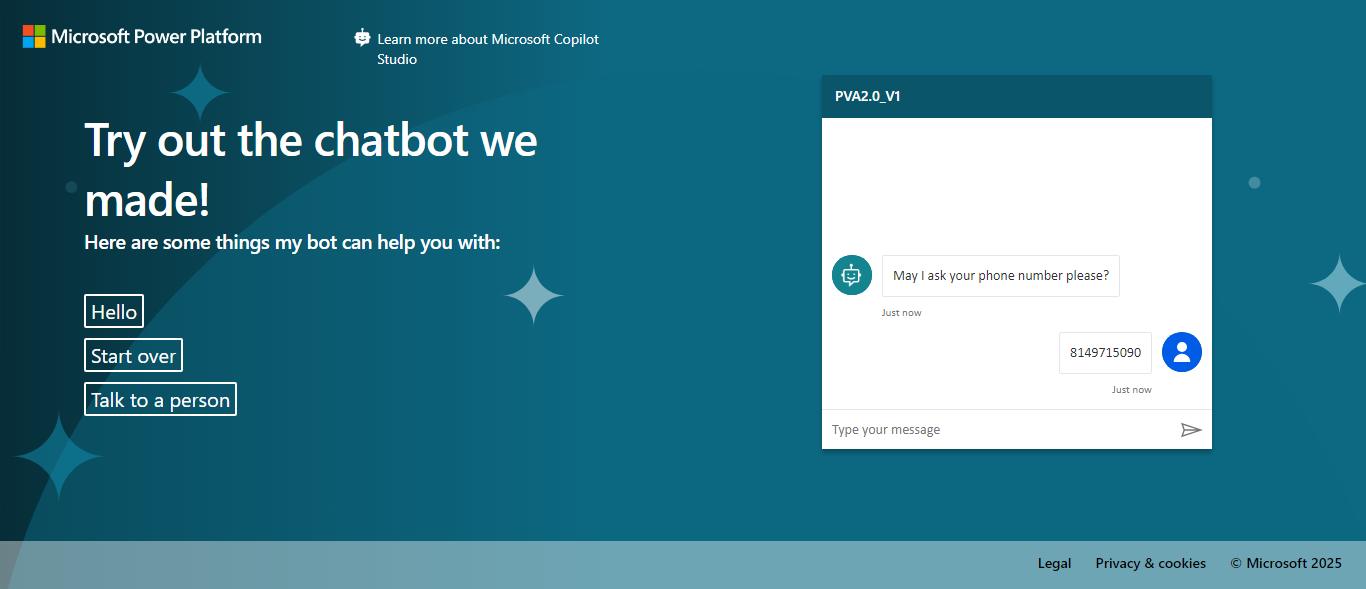 Microsoft Power Platform
Learn more about Microsoft Copilot
Studio
Try out the chatbot we
made!
Here are some things my bot can help you with:
Hello
Start over
Talk to a person
PVA2.0_V1
May I ask your phone number please?
Just now
8149715090
Just now
Type your message
Legal
Privacy & cookies
© Microsoft 2025